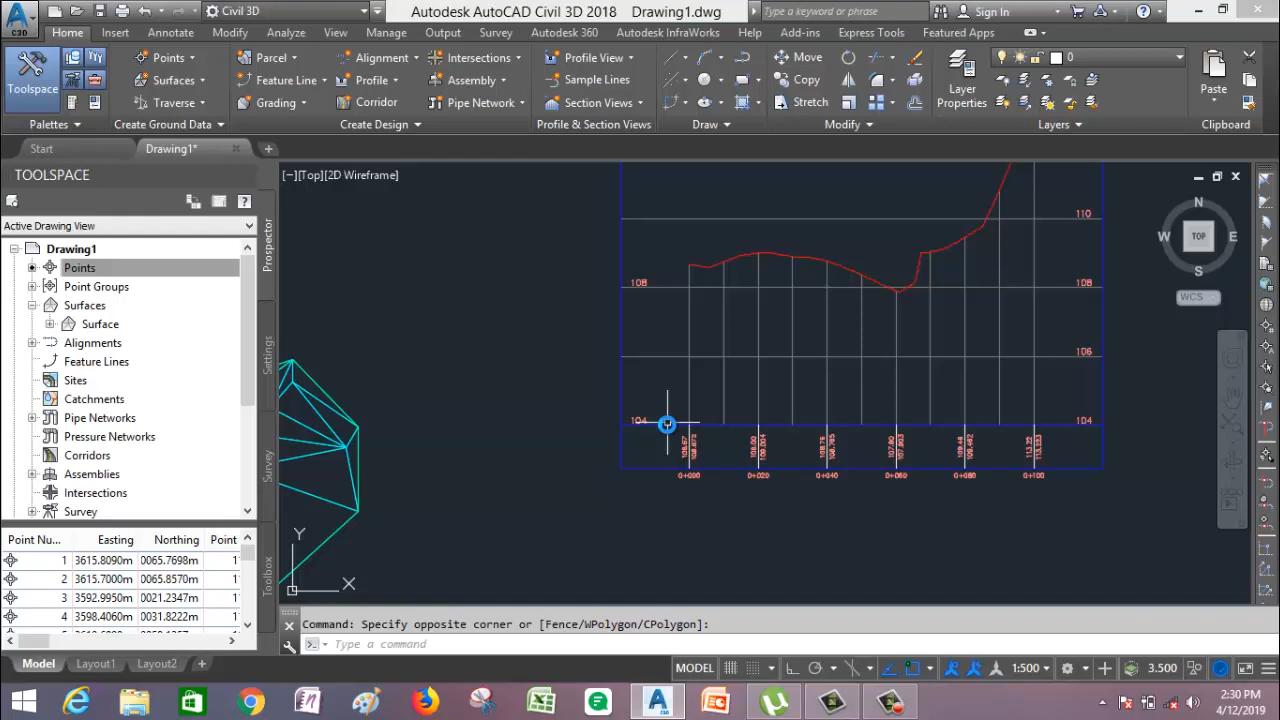 Civil 3D
Autodesk AutoCAD Civil 3D 2018 Drawing1.dwg
Type a keyword or phrase
Sign In
Home Insert Annotate Modify View Analyze Manage Output Survey Autodesk 360 Autodesk InfraWorks Help Add-ins Express Tools Featured Apps
Toolspace
Points
Surfaces
Traverse
Parcel
Feature Line
Grading
Alignment
Profile
Corridor
Intersections
Assembly
Pipe Network
Profile View
Sample Lines
Section Views
Move
Copy
Stretch
Layer
Properties
0
Paste
Palettes
Create Ground Data
Create Design
Profile & Section Views
Draw
Modify
Layers
Clipboard
Start
Drawing1*
TOOLSPACE
Active Drawing View
Drawing1
Points
Point Groups
Surfaces
Surface
Alignments
Feature Lines
Sites
Catchments
Pipe Networks
Pressure Networks
Corridors
Assemblies
Intersections
Survey
Prospector
Settings
Survey
Toolbox
Point Nu... Easting Northing Point
1 3615.8090m 0065.7698m 1
2 3615.7000m 0065.8570m 1
3 3592.9950m 0021.2347m 1
4 3598.4060m 0031.8222m 1
[−][Top][2D Wireframe]
110
108 108
106
104 104
0+000 0+020 0+040 0+060 0+080 0+100
N
W TOP E
S
WCS
Y
X
Command: Specify opposite corner or [Fence/WPolygon/CPolygon]:
Type a command
Model Layout1 Layout2 +
MODEL
1:500
3.500
2:30 PM
4/12/2019